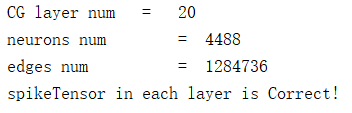 CG layer num = 20
neurons num = 4488
edges num = 1284736
spikeTensor in each layer is Correct!